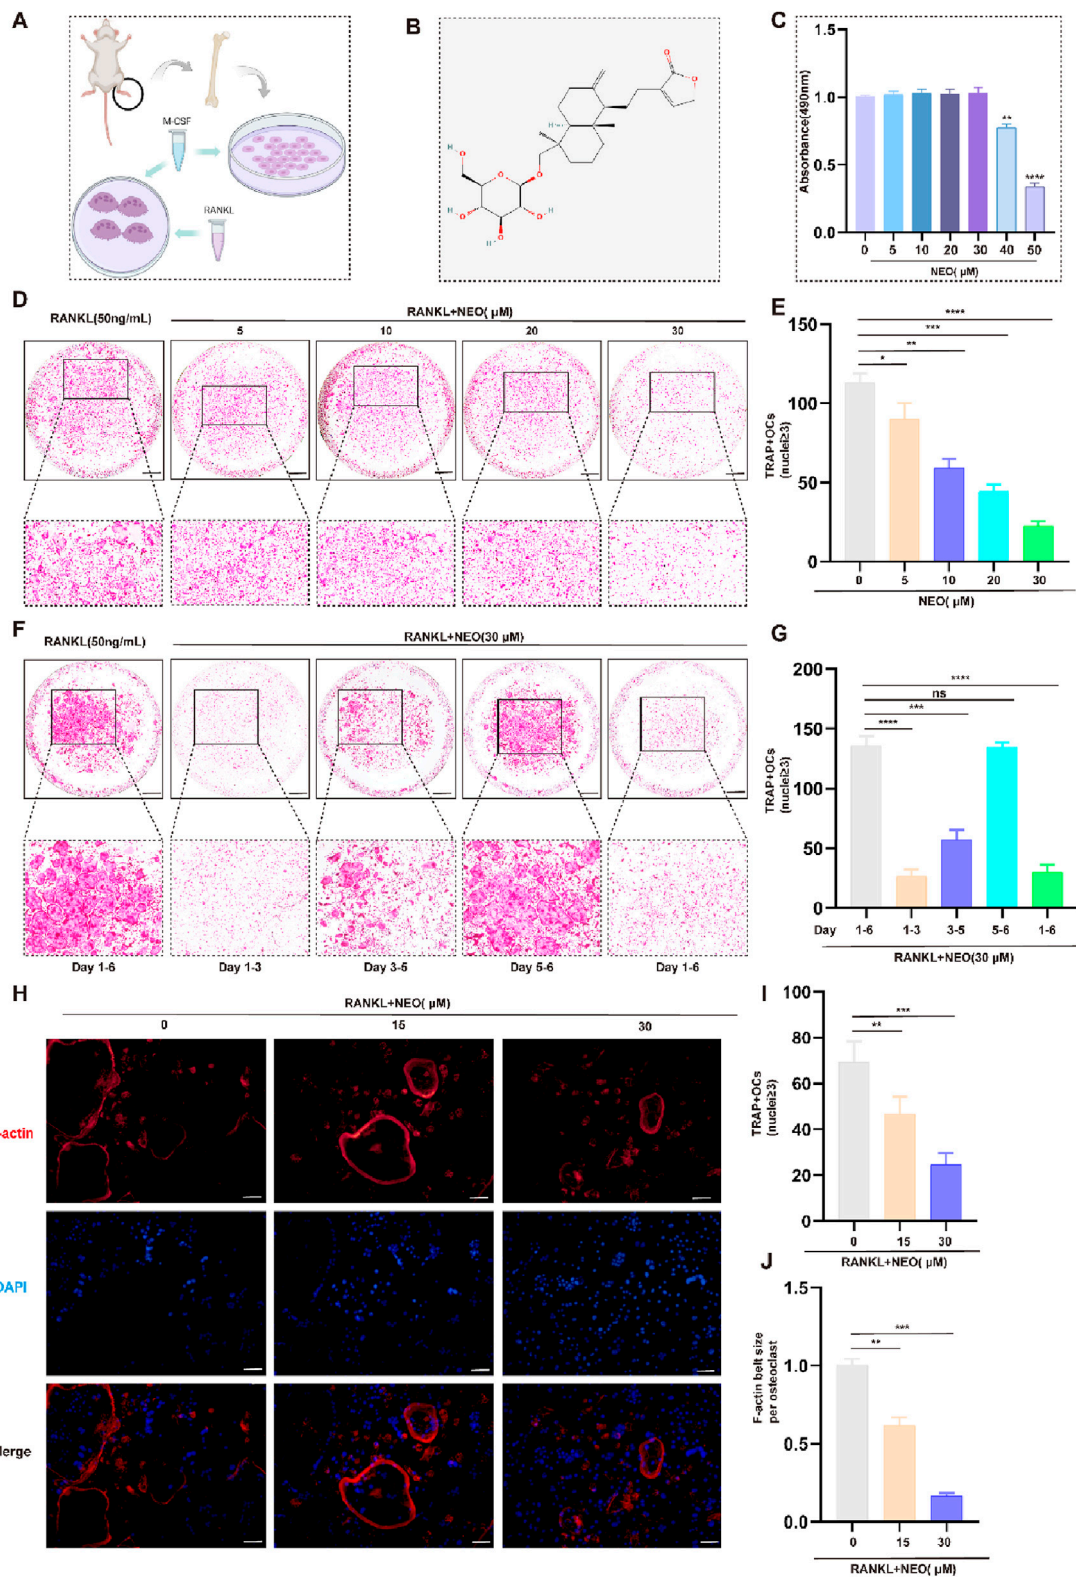 A
M-CSF
RANKL
B
O
O
H
O
O
H
O
H
O
O
H
O
H
C
Absorbance(490nm)
1.5
1.0
0.5
0.0
**
****
0 5 10 20 30 40 50
NEO( μM)
D
RANKL(50ng/mL)
RANKL+NEO( μM)
5 10 20 30
E
TRAP+OCs
(nuclei≥3)
150
100
50
0
****
***
**
*
0 5 10 20 30
NEO( μM)
F
RANKL(50ng/mL)
RANKL+NEO(30 μM)
Day 1-6 Day 1-3 Day 3-6 Day 5-6 Day 1-6
G
TRAP+OCs
(nuclei≥3)
200
150
100
50
0
****
ns
***
****
Day 1-6 1-3 3-5 5-6 1-6
RANKL+NEO(30 μM)
H
RANKL+NEO( μM)
0 15 30
-actin
DAPI
Merge
I
TRAP+OCs
(nuclei≥3)
100
80
60
40
20
0
***
**
0 15 30
RANKL+NEO( μM)
J
F-actin belt size
per osteoclast
1.5
1.0
0.5
0.0
***
**
0 15 30
RANKL+NEO( μM)